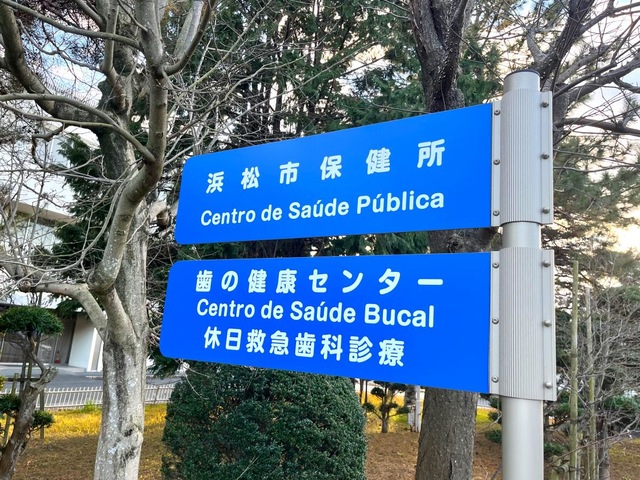 浜松市保健所
Centro de Saúde Pública
歯の健康センター
Centro de Saúde Bucal
休日救急歯科診療